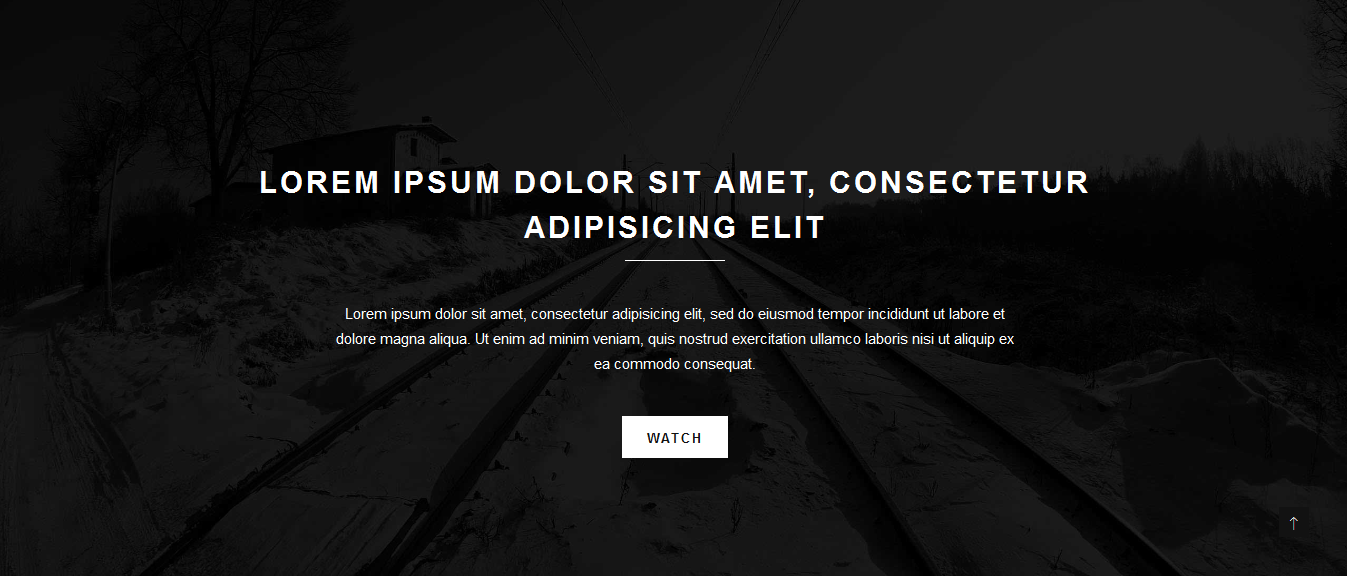 LOREM IPSUM DOLOR SIT AMET, CONSECTETUR
ADIPISICING ELIT
Lorem ipsum dolor sit amet, consectetur adipisicing elit, sed do eiusmod tempor incididunt ut labore et
dolore magna aliqua. Ut enim ad minim veniam, quis nostrud exercitation ullamco laboris nisi ut aliquip ex
ea commodo consequat.
WATCH